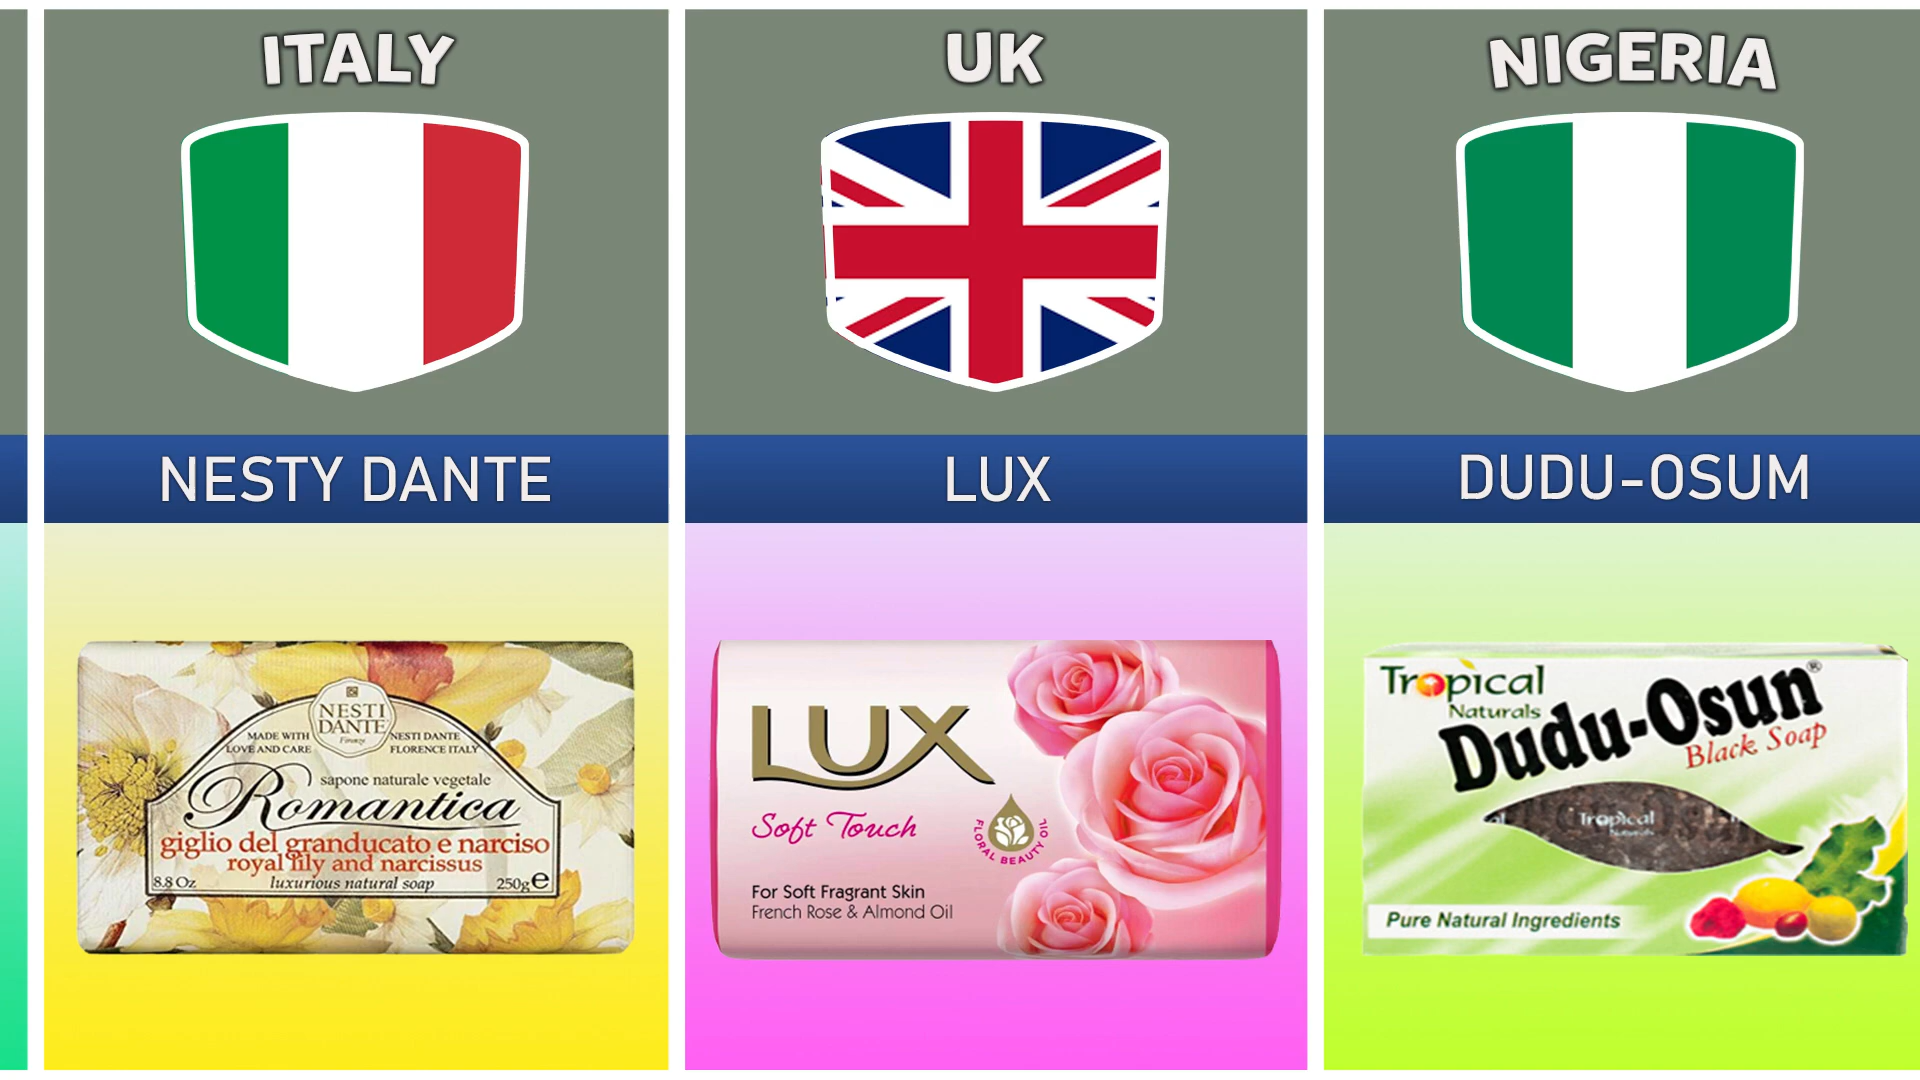 ITALY
NESTY DANTE
NESTI
DANTE
Firenze
MADE WITH
LOVE AND CARE
NESTI DANTE
FLORENCE ITALY
sapone naturale vegetale
Romantica
giglio del granducato e narciso
royal lily and narcissus
luxurious natural soap
8.8 Oz
250g e
UK
LUX
LUX
Soft Touch
FLORAL BEAUTY OIL
For Soft Fragrant Skin
French Rose & Almond Oil
NIGERIA
DUDU-OSUM
Tropical
Naturals
Dudu-Osun®
Black Soap
al
Tropical
Naturals
Pure Natural Ingredients